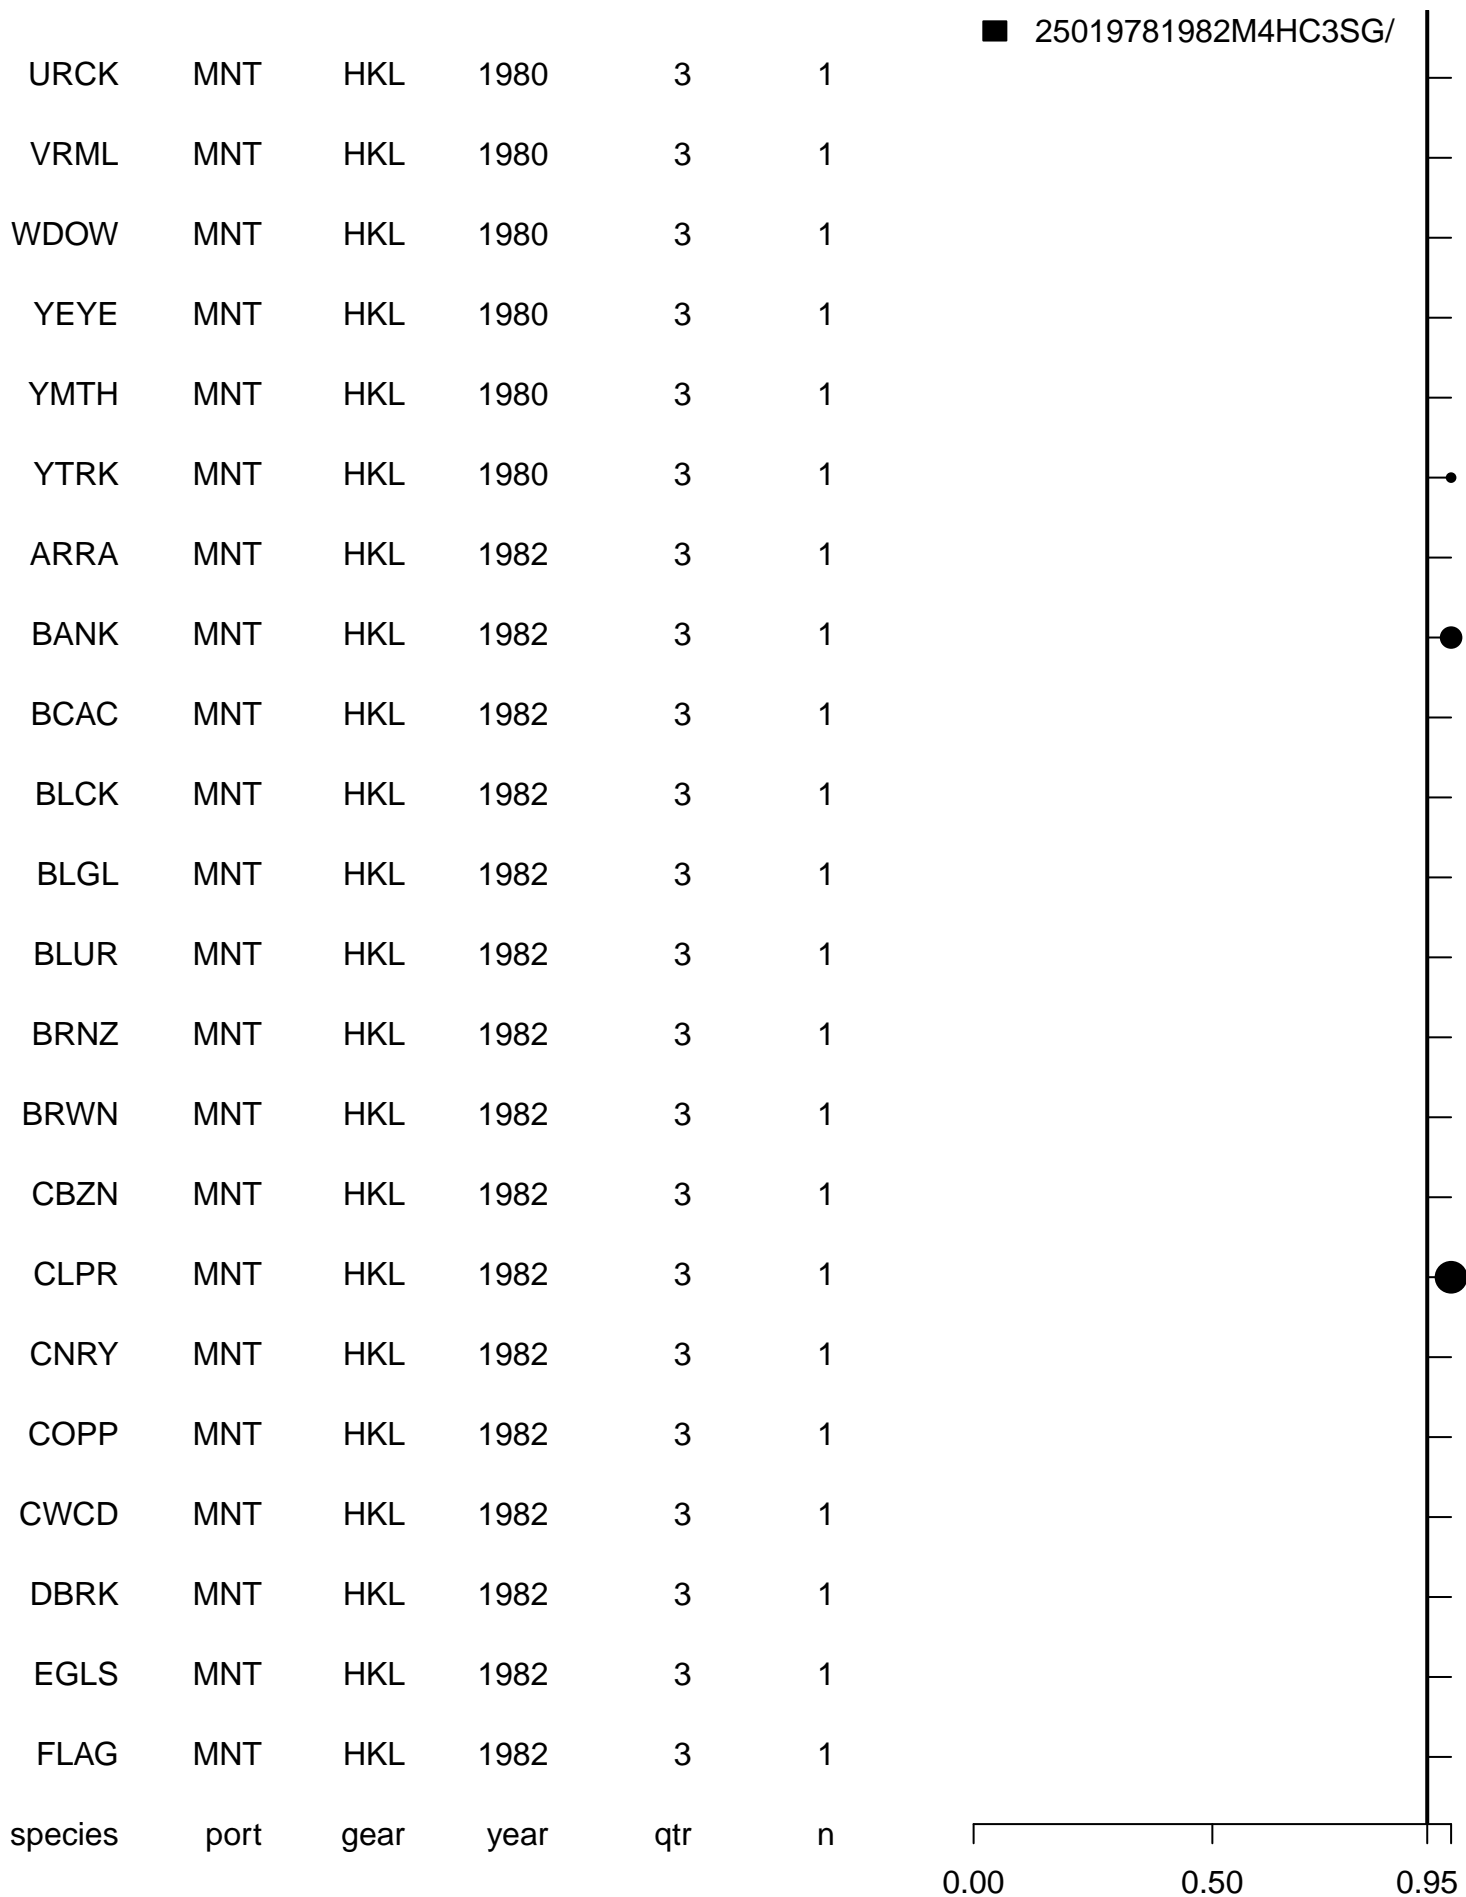 25019781982M4HC3SG/
URCK MNT HKL 1980 3 1
VRML MNT HKL 1980 3 1
WDOW MNT HKL 1980 3 1
YEYE MNT HKL 1980 3 1
YMTH MNT HKL 1980 3 1
YTRK MNT HKL 1980 3 1
ARRA MNT HKL 1982 3 1
BANK MNT HKL 1982 3 1
BCAC MNT HKL 1982 3 1
BLCK MNT HKL 1982 3 1
BLGL MNT HKL 1982 3 1
BLUR MNT HKL 1982 3 1
BRNZ MNT HKL 1982 3 1
BRWN MNT HKL 1982 3 1
CBZN MNT HKL 1982 3 1
CLPR MNT HKL 1982 3 1
CNRY MNT HKL 1982 3 1
COPP MNT HKL 1982 3 1
CWCD MNT HKL 1982 3 1
DBRK MNT HKL 1982 3 1
EGLS MNT HKL 1982 3 1
FLAG MNT HKL 1982 3 1
species port gear year qtr n
0.00 0.50 0.95